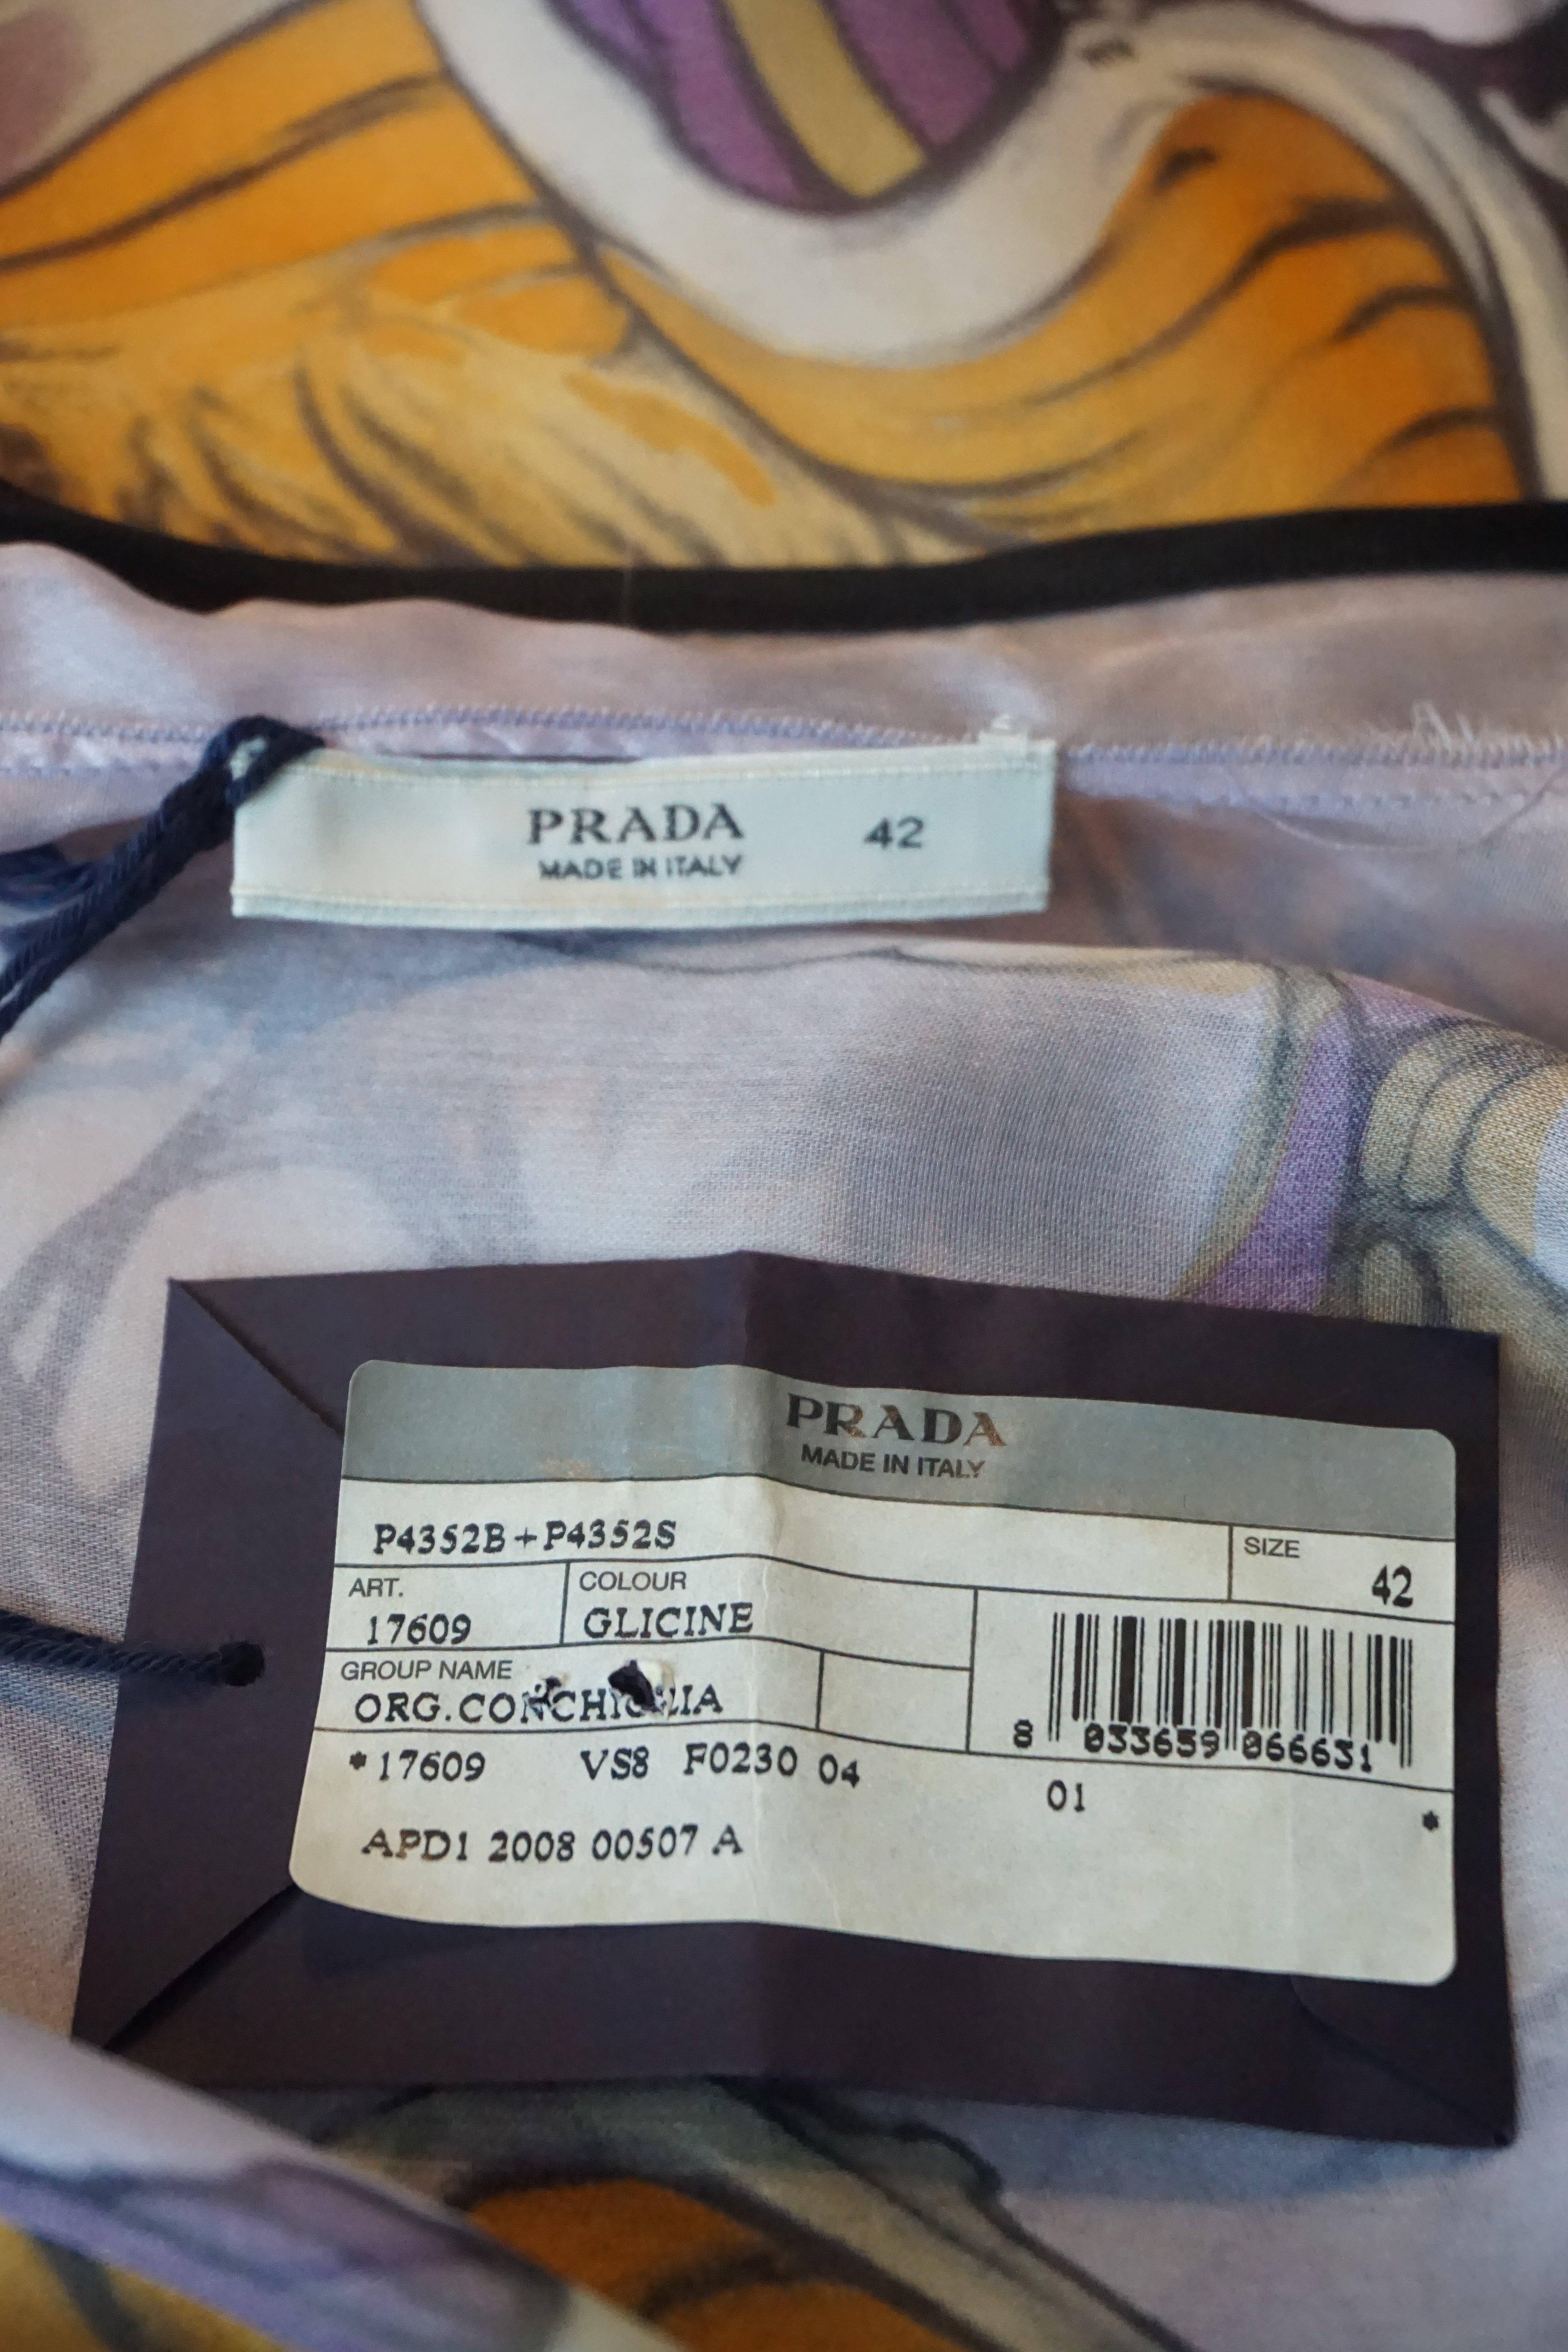 PRADA 42
MADE IN ITALY
PRADA
MADE IN ITALY
P4352B+P4352S
SIZE
42
ART.
17609
COLOUR
GLICINE
GROUP NAME
ORG.CONCHIGLIA
8 033659 066631
*17609 VS8 F0230 04 01 *
APD1 2008 00507 A